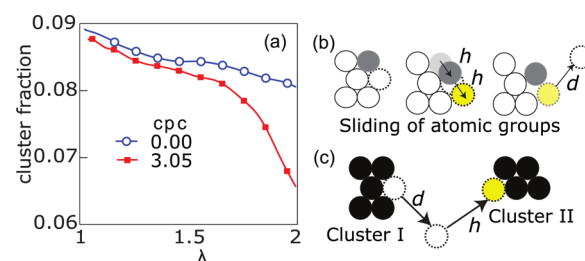 0.09
0.08
0.07
0.06
cluster fraction
(a)
cpc
0.00
3.05
1
1.5
2
λ
(b)
h
h
d
Sliding of atomic groups
(c)
d
h
Cluster I
Cluster II